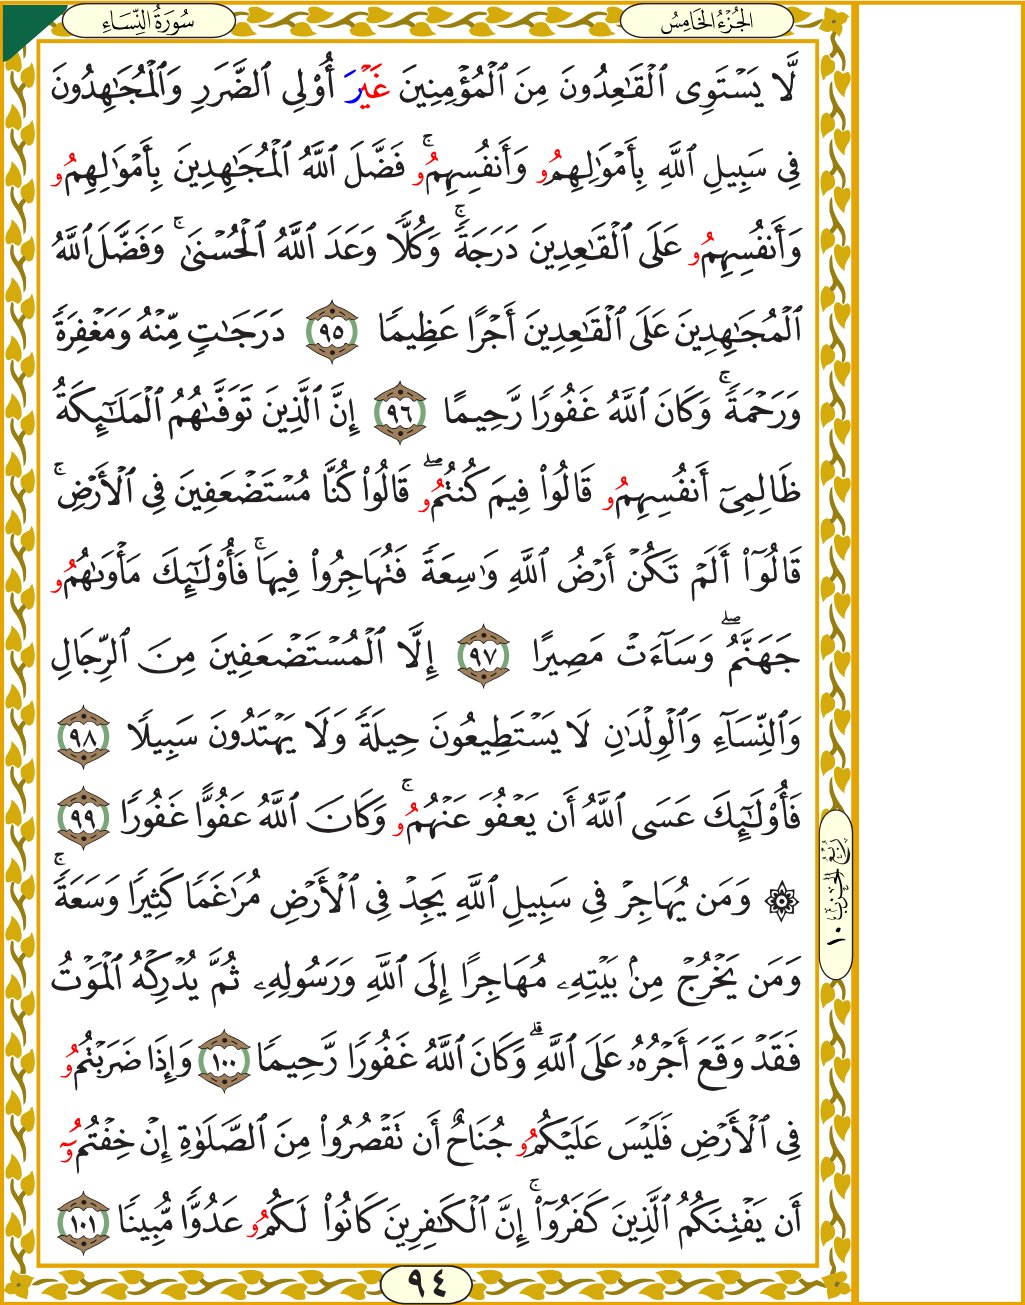 سُورَةُ النِّسَاءِ
الجُزْءُ الخَامِسُ
لَّا يَسْتَوِى ٱلْقَٰعِدُونَ مِنَ ٱلْمُؤْمِنِينَ غَيْرَ أُو۟لِى ٱلضَّرَرِ وَٱلْمُجَٰهِدُونَ
فِى سَبِيلِ ٱللَّهِ بِأَمْوَٰلِهِمُۥ وَأَنفُسِهِمُۥ ۚ فَضَّلَ ٱللَّهُ ٱلْمُجَٰهِدِينَ بِأَمْوَٰلِهِمُۥ
وَأَنفُسِهِمُۥ عَلَى ٱلْقَٰعِدِينَ دَرَجَةً ۚ وَكُلًّا وَعَدَ ٱللَّهُ ٱلْحُسْنَىٰ ۚ وَفَضَّلَ ٱللَّهُ
ٱلْمُجَٰهِدِينَ عَلَى ٱلْقَٰعِدِينَ أَجْرًا عَظِيمًا ٩٥ دَرَجَٰتٍ مِّنْهُ وَمَغْفِرَةً
وَرَحْمَةً ۚ وَكَانَ ٱللَّهُ غَفُورًا رَّحِيمًا ٩٦ إِنَّ ٱلَّذِينَ تَوَفَّىٰهُمُ ٱلْمَلَٰٓئِكَةُ
ظَالِمِىٓ أَنفُسِهِمُۥ قَالُوا۟ فِيمَ كُنتُمُۥ ۖ قَالُوا۟ كُنَّا مُسْتَضْعَفِينَ فِى ٱلْأَرْضِ ۚ
قَالُوٓا۟ أَلَمْ تَكُنْ أَرْضُ ٱللَّهِ وَٰسِعَةً فَتُهَاجِرُوا۟ فِيهَا ۚ فَأُو۟لَٰٓئِكَ مَأْوَىٰهُمُۥ
جَهَنَّمُ ۖ وَسَآءَتْ مَصِيرًا ٩٧ إِلَّا ٱلْمُسْتَضْعَفِينَ مِنَ ٱلرِّجَالِ
وَٱلنِّسَآءِ وَٱلْوِلْدَٰنِ لَا يَسْتَطِيعُونَ حِيلَةً وَلَا يَهْتَدُونَ سَبِيلًا ٩٨
فَأُو۟لَٰٓئِكَ عَسَى ٱللَّهُ أَن يَعْفُوَ عَنْهُمُۥ ۚ وَكَانَ ٱللَّهُ عَفُوًّا غَفُورًا ٩٩
۞ وَمَن يُهَاجِرْ فِى سَبِيلِ ٱللَّهِ يَجِدْ فِى ٱلْأَرْضِ مُرَٰغَمًا كَثِيرًا وَسَعَةً ۚ
وَمَن يَخْرُجْ مِنۢ بَيْتِهِۦ مُهَاجِرًا إِلَى ٱللَّهِ وَرَسُولِهِۦ ثُمَّ يُدْرِكْهُ ٱلْمَوْتُ
فَقَدْ وَقَعَ أَجْرُهُۥ عَلَى ٱللَّهِ ۗ وَكَانَ ٱللَّهُ غَفُورًا رَّحِيمًا ١٠٠ وَإِذَا ضَرَبْتُمُۥ
فِى ٱلْأَرْضِ فَلَيْسَ عَلَيْكُمُۥ جُنَاحٌ أَن تَقْصُرُوا۟ مِنَ ٱلصَّلَوٰةِ إِنْ خِفْتُمُۥٓ
أَن يَفْتِنَكُمُ ٱلَّذِينَ كَفَرُوٓا۟ ۚ إِنَّ ٱلْكَٰفِرِينَ كَانُوا۟ لَكُمُۥ عَدُوًّا مُّبِينًا ١٠١
رُبْعُ الحِزْبِ ١٠
٩٤